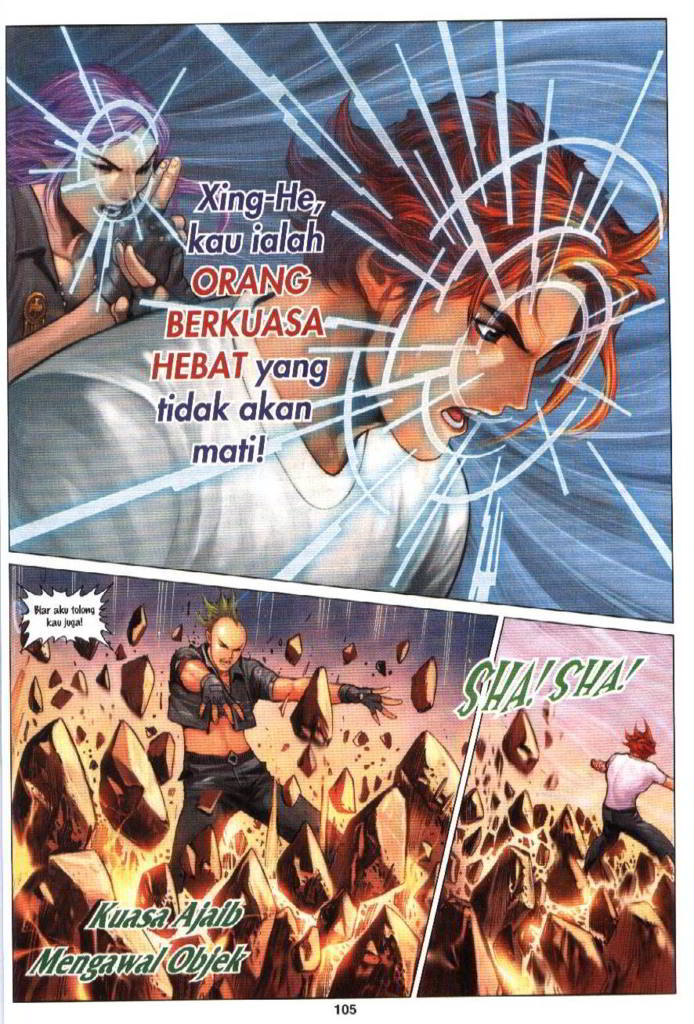 Xing-He,
kau ialah
ORANG
BERKUASA
HEBAT yang
tidak akan
mati!
Biar aku tolong
kau juga!
SHA! SHA!
Kuasa Ajaib
Mengawal Objek
105